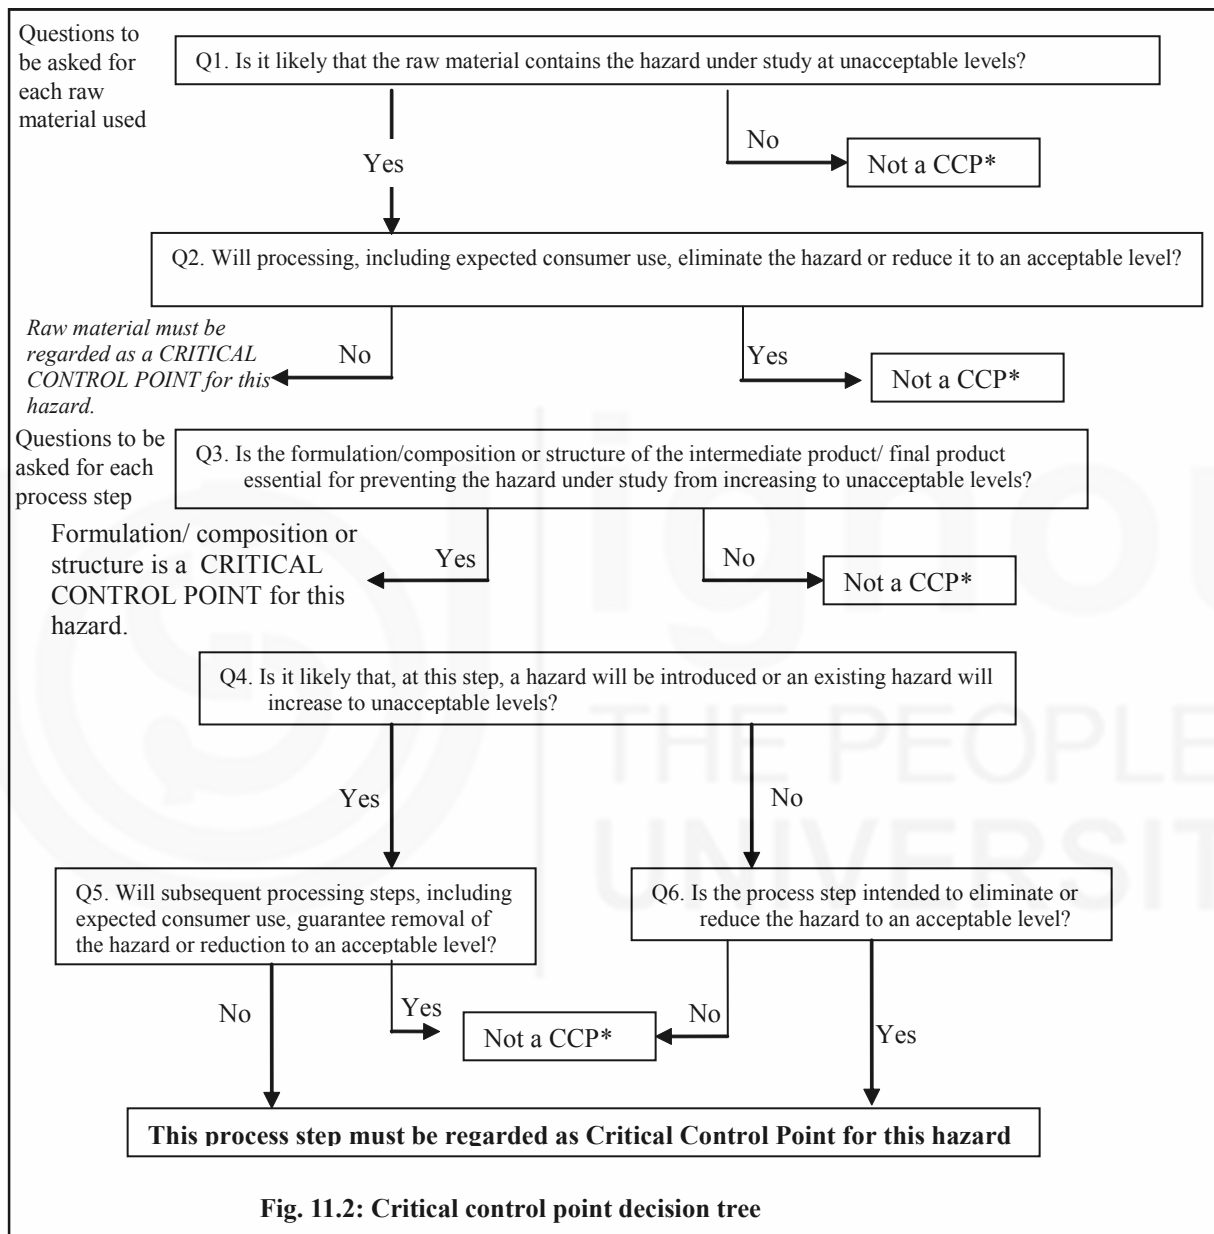 Questions to
be asked for
each raw
material used
Q1. Is it likely that the raw material contains the hazard under study at unacceptable levels?
No
Yes
Not a CCP*
Q2. Will processing, including expected consumer use, eliminate the hazard or reduce it to an acceptable level?
Raw material must be
regarded as a CRITICAL
CONTROL POINT for this
hazard.
No
Yes
Not a CCP*
Questions to be
asked for each
process step
Q3. Is the formulation/composition or structure of the intermediate product/ final product
essential for preventing the hazard under study from increasing to unacceptable levels?
Formulation/ composition or
structure is a CRITICAL
CONTROL POINT for this
hazard.
Yes
No
Not a CCP*
Q4. Is it likely that, at this step, a hazard will be introduced or an existing hazard will
increase to unacceptable levels?
Yes
No
Q5. Will subsequent processing steps, including
expected consumer use, guarantee removal of
the hazard or reduction to an acceptable level?
Q6. Is the process step intended to eliminate or
reduce the hazard to an acceptable level?
No
Yes
Not a CCP*
No
Yes
This process step must be regarded as Critical Control Point for this hazard
Fig. 11.2: Critical control point decision tree
ignou
THE PEOPLE
UNIVERSIT